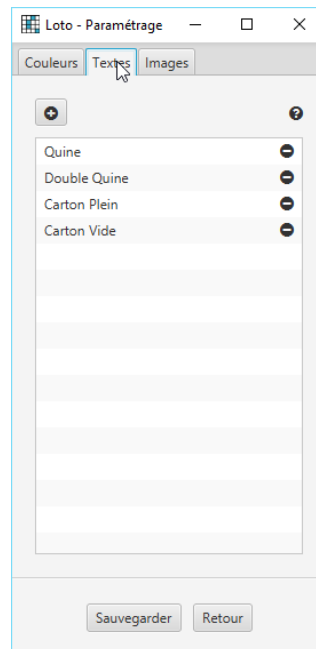 Loto - Paramétrage
Couleurs Textes Images
Quine
Double Quine
Carton Plein
Carton Vide
Sauvegarder Retour